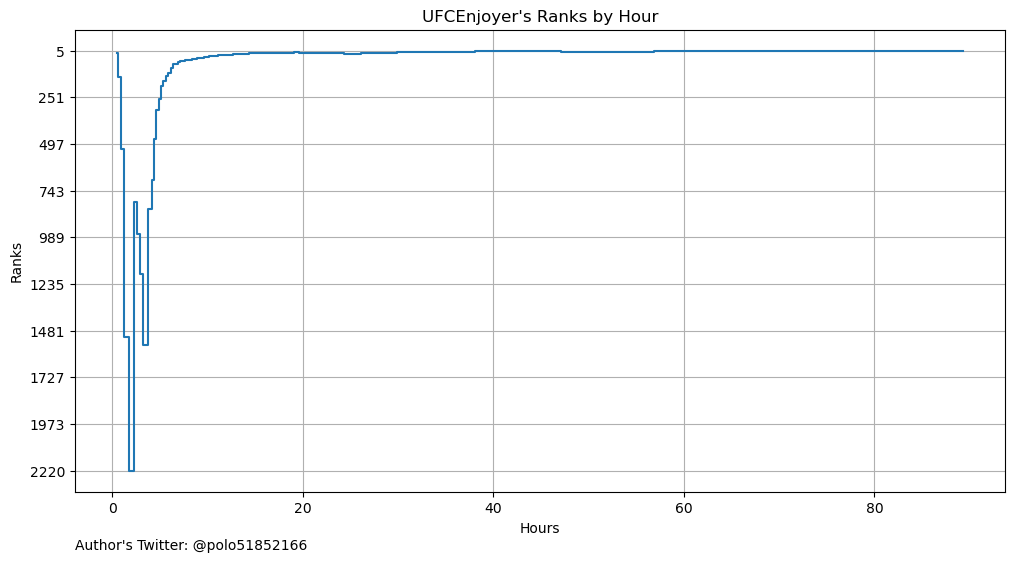 UFCEnjoyer's Ranks by Hour
5
251
497
743
989
1235
1481
1727
1973
2220
Ranks
0 20 40 60 80
Hours
Author's Twitter: @polo51852166